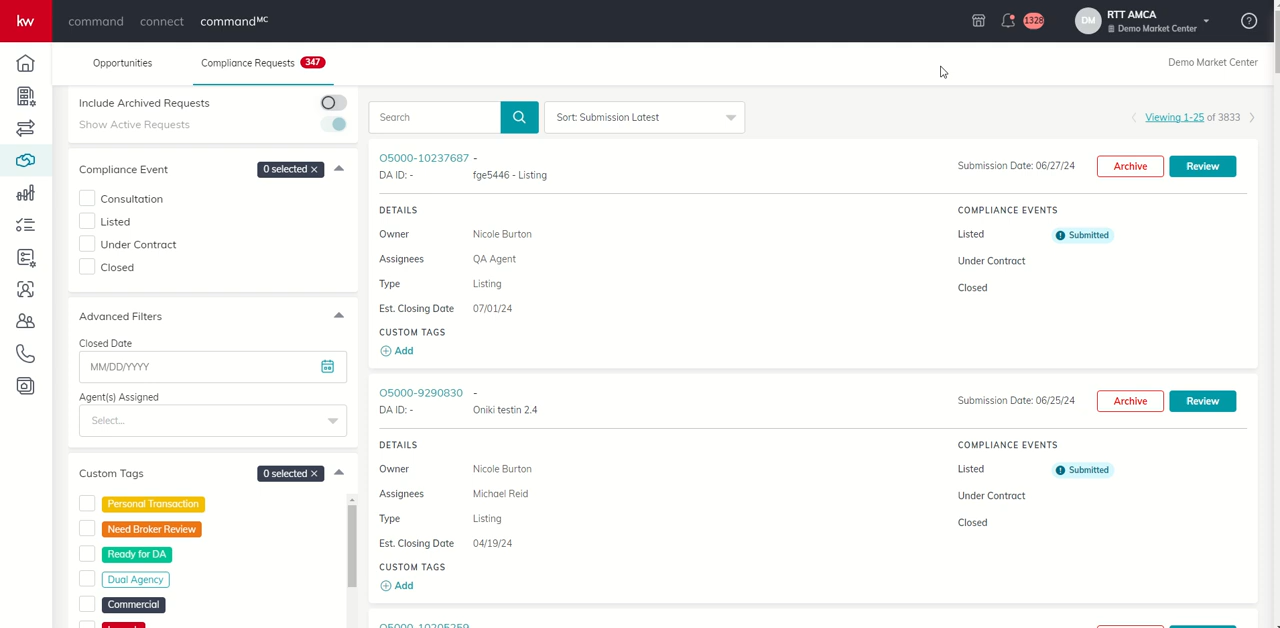 kw command connect commandMC 1328 DM RTT AMCA
Demo Market Center
Opportunities Compliance Requests 347 Demo Market Center
Include Archived Requests
Show Active Requests
Compliance Event 0 selected ×
Consultation
Listed
Under Contract
Closed
Advanced Filters
Closed Date
MM/DD/YYYY
Agent(s) Assigned
Select...
Custom Tags 0 selected ×
Personal Transaction
Need Broker Review
Ready for DA
Dual Agency
Commercial
Search Sort: Submission Latest Viewing 1-25 of 3833
O5000-10237687 - Submission Date: 06/27/24 Archive Review
DA ID: - fge5446 - Listing
DETAILS COMPLIANCE EVENTS
Owner Nicole Burton Listed Submitted
Assignees QA Agent Under Contract
Type Listing Closed
Est. Closing Date 07/01/24
CUSTOM TAGS
Add
O5000-9290830 - Submission Date: 06/25/24 Archive Review
DA ID: - Oniki testin 2.4
DETAILS COMPLIANCE EVENTS
Owner Nicole Burton Listed Submitted
Assignees Michael Reid Under Contract
Type Listing Closed
Est. Closing Date 04/19/24
CUSTOM TAGS
Add